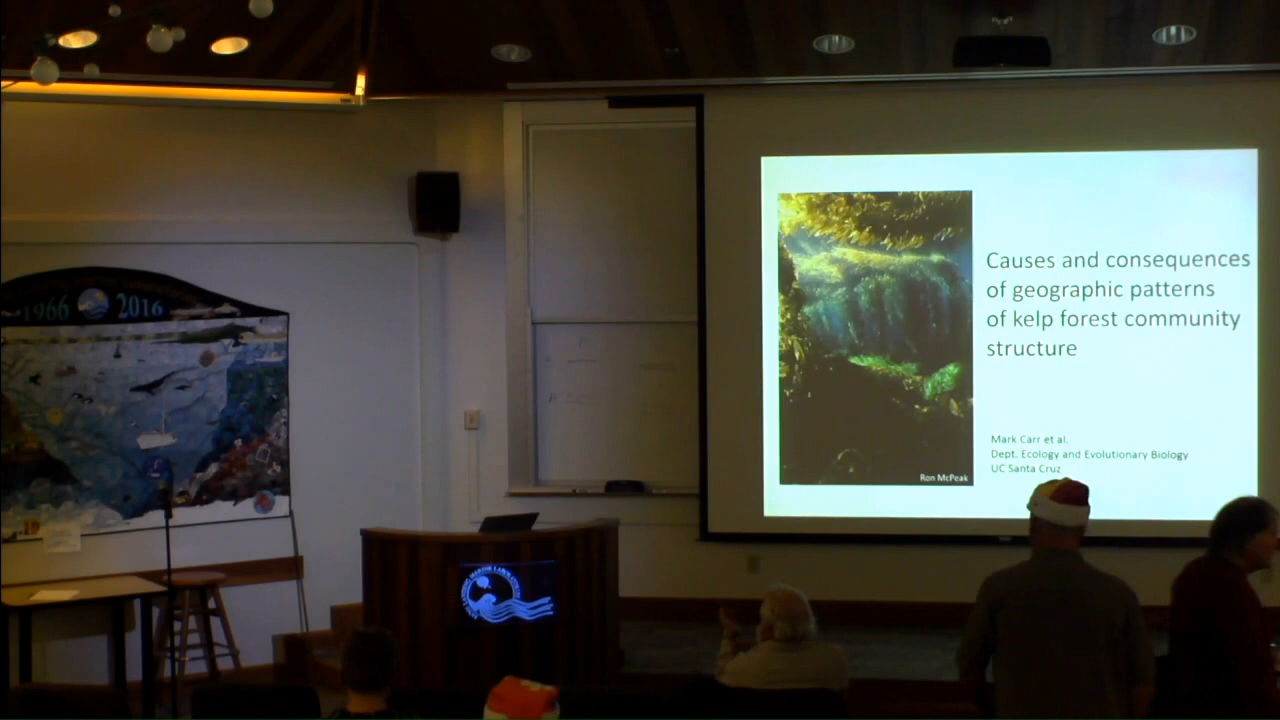 1966 2016
Causes and consequences
of geographic patterns
of kelp forest community
structure
Mark Carr et al.
Dept. Ecology and Evolutionary Biology
UC Santa Cruz
Ron McPeak